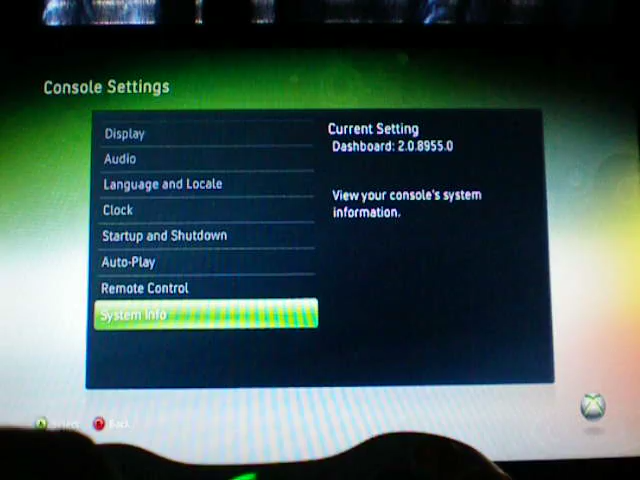 Console Settings
Display
Audio
Language and Locale
Clock
Startup and Shutdown
Auto-Play
Remote Control
System Info
Current Setting
Dashboard: 2.0.8955.0
View your console's system
information.
A Select
B Back